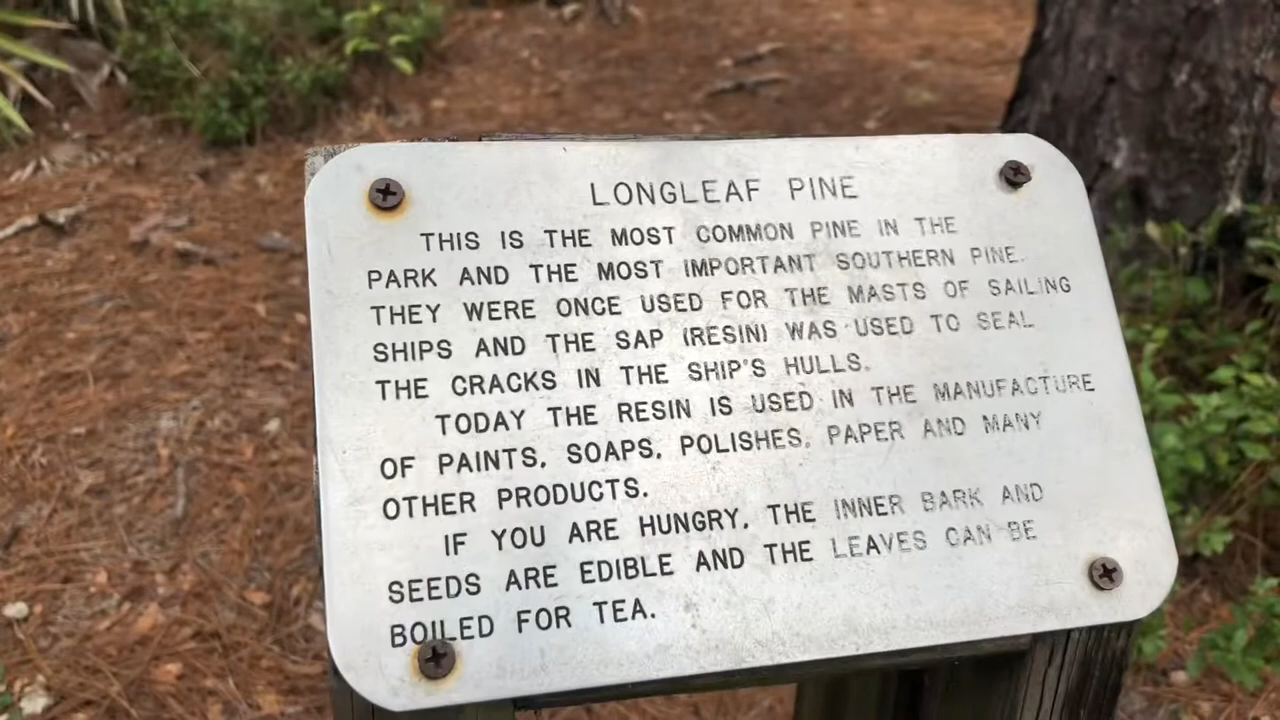 LONGLEAF PINE
THIS IS THE MOST COMMON PINE IN THE
PARK AND THE MOST IMPORTANT SOUTHERN PINE.
THEY WERE ONCE USED FOR THE MASTS OF SAILING
SHIPS AND THE SAP (RESIN) WAS USED TO SEAL
THE CRACKS IN THE SHIP'S HULLS.
TODAY THE RESIN IS USED IN THE MANUFACTURE
OF PAINTS, SOAPS, POLISHES, PAPER AND MANY
OTHER PRODUCTS.
IF YOU ARE HUNGRY, THE INNER BARK AND
SEEDS ARE EDIBLE AND THE LEAVES CAN BE
BOILED FOR TEA.